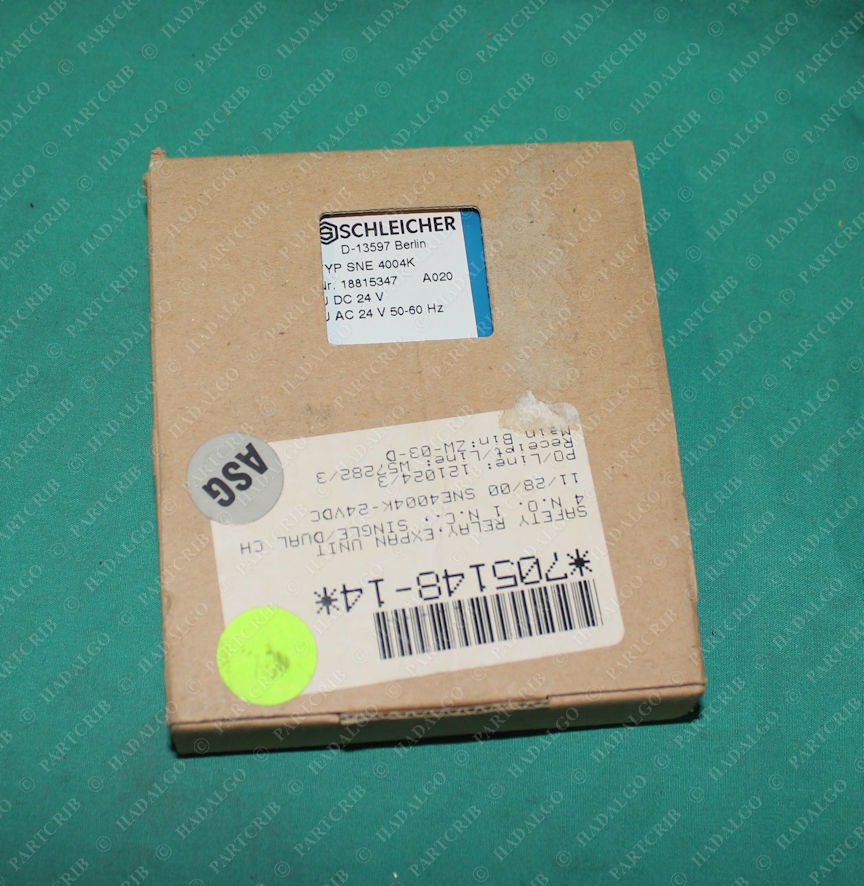 SCHLEICHER
D-13597 Berlin
YP SNE 4004K
Nr. 18815347 A020
U DC 24 V
U AC 24 V 50-60 Hz
ASG
*705148-14*
SAFETY RELAY,EXPAN UNIT
4 N.O. 1 N.C., SINGLE/DUAL CH
11/28/00 SNE4004K-24VDC
PO/Line: 121024/3
Receipt/Line: W57282/3
Main Bin:ZW-03-D
© HADALGO
© PARTCRIB